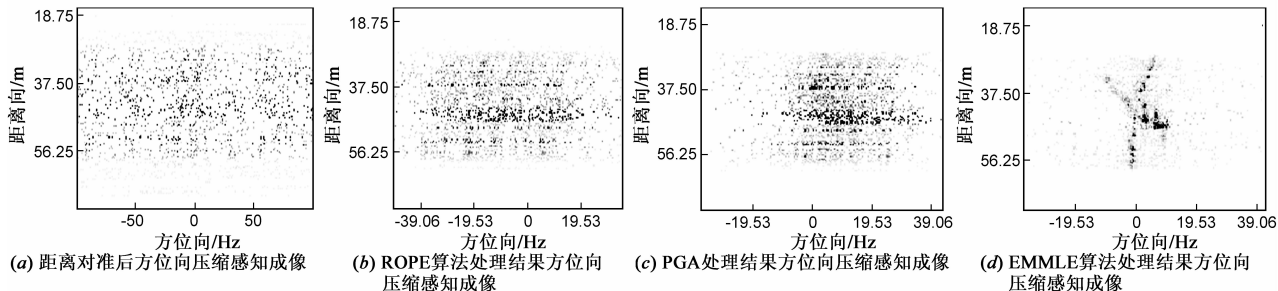 18.75
37.50
56.25
距离向/m
-50
0
50
方位向/Hz
(a) 距离对准后方位向压缩感知成像
18.75
37.50
56.25
距离向/m
-39.06
-19.53
0
19.53
方位向/Hz
(b) ROPE算法处理结果方位向
压缩感知成像
18.75
37.50
56.25
距离向/m
-19.53
0
19.53
39.06
方位向/Hz
(c) PGA处理结果方位向压缩感知成像
18.75
37.50
56.25
距离向/m
-19.53
0
19.53
39.06
方位向/Hz
(d) EMMLE算法处理结果方位向
压缩感知成像